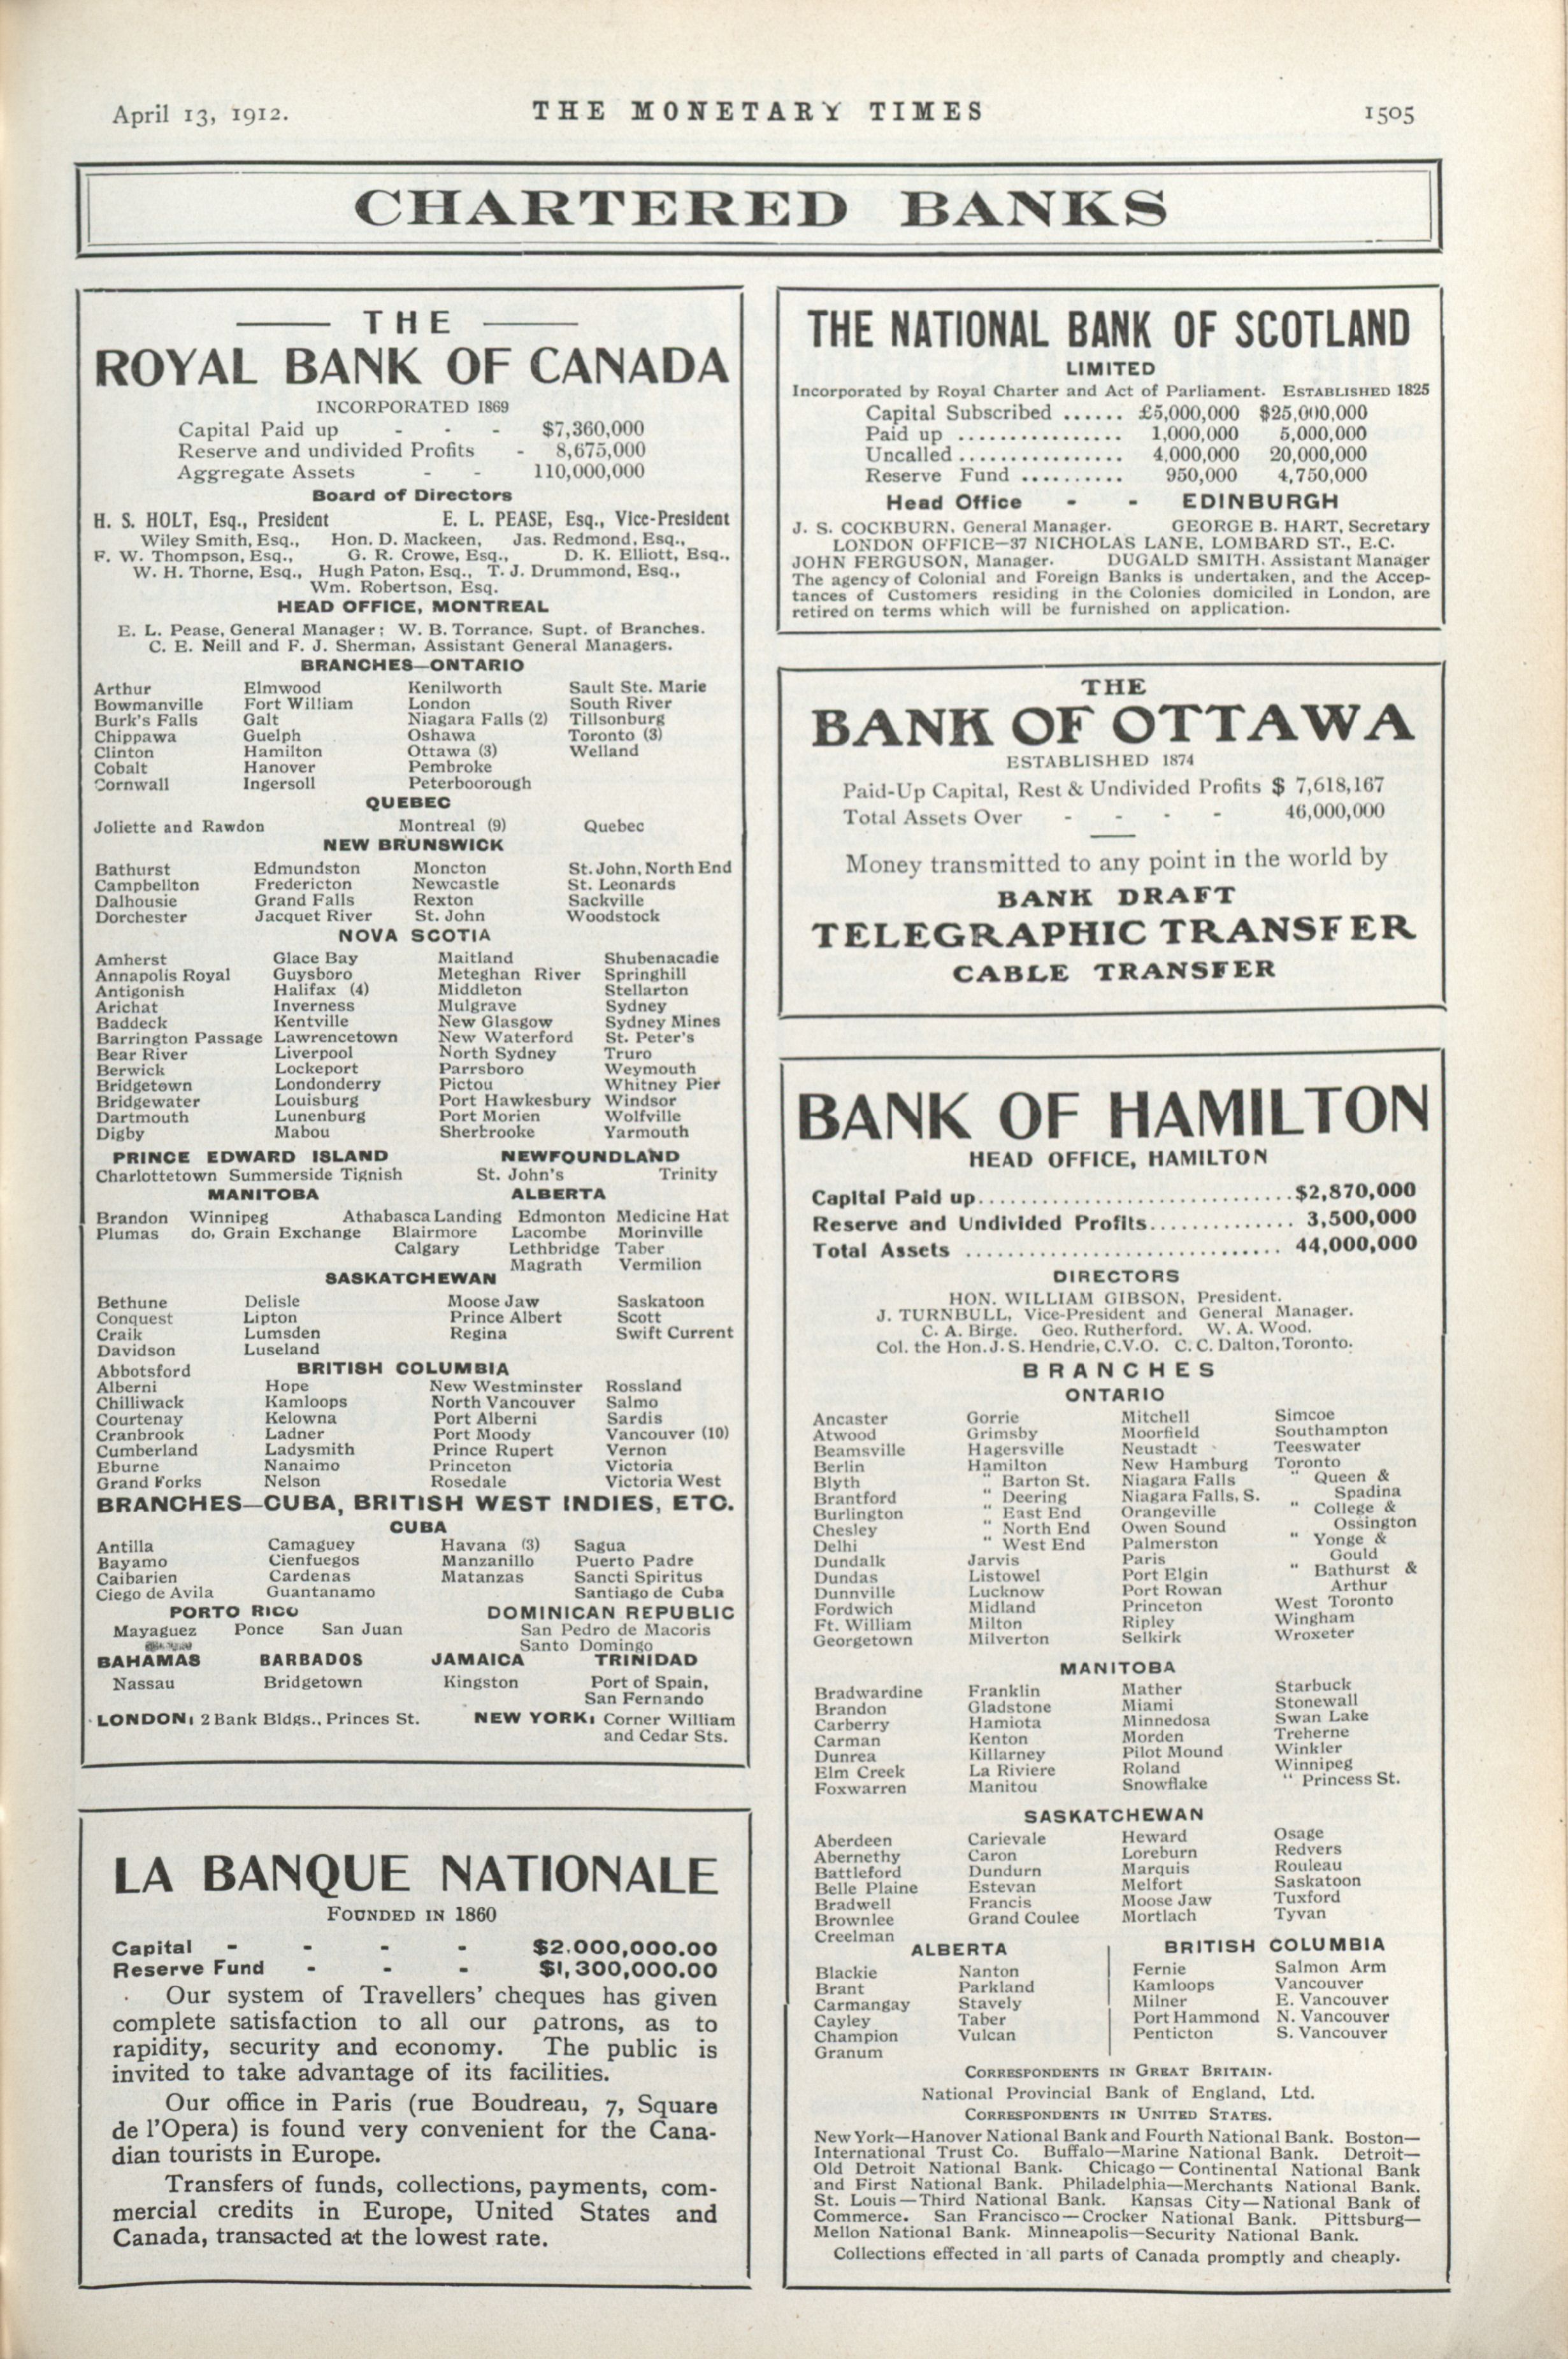 April 13, 1912.
THE MONETARY TIMES
1505
CHARTERED BANKS
THE
ROYAL BANK OF CANADA
INCORPORATED 1869
Capital Paid up - - - $7,360,000
Reserve and undivided Profits - 8,675,000
Aggregate Assets - - 110,000,000
Board of Directors
H. S. HOLT, Esq., President E. L. PEASE, Esq., Vice-President
Wiley Smith, Esq., Hon. D. Mackeen, Jas. Redmond, Esq.,
F. W. Thompson, Esq., G. R. Crowe, Esq., D. K. Elliott, Esq.,
W. H. Thorne, Esq., Hugh Paton, Esq., T. J. Drummond, Esq.,
Wm. Robertson, Esq.
HEAD OFFICE, MONTREAL
E. L. Pease, General Manager; W. B. Torrance, Supt. of Branches.
C. E. Neill and F. J. Sherman, Assistant General Managers.
BRANCHES—ONTARIO
Arthur Elmwood Kenilworth Sault Ste. Marie
Bowmanville Fort William London South River
Burk's Falls Galt Niagara Falls (2) Tillsonburg
Chippawa Guelph Oshawa Toronto (3)
Clinton Hamilton Ottawa (3) Welland
Cobalt Hanover Pembroke
Cornwall Ingersoll Peterboorough
QUEBEC
Joliette and Rawdon Montreal (9) Quebec
NEW BRUNSWICK
Bathurst Edmundston Moncton St. John, North End
Campbellton Fredericton Newcastle St. Leonards
Dalhousie Grand Falls Rexton Sackville
Dorchester Jacquet River St. John Woodstock
NOVA SCOTIA
Amherst Glace Bay Maitland Shubenacadie
Annapolis Royal Guysboro Meteghan River Springhill
Antigonish Halifax (4) Middleton Stellarton
Arichat Inverness Mulgrave Sydney
Baddeck Kentville New Glasgow Sydney Mines
Barrington Passage Lawrencetown New Waterford St. Peter's
Bear River Liverpool North Sydney Truro
Berwick Lockeport Parrsboro Weymouth
Bridgetown Londonderry Pictou Whitney Pier
Bridgewater Louisburg Port Hawkesbury Windsor
Dartmouth Lunenburg Port Morien Wolfville
Digby Mabou Sherbrooke Yarmouth
PRINCE EDWARD ISLAND NEWFOUNDLAND
Charlottetown Summerside Tignish St. John's Trinity
MANITOBA ALBERTA
Brandon Winnipeg Athabasca Landing Edmonton Medicine Hat
Plumas do, Grain Exchange Blairmore Lacombe Morinville
Calgary Lethbridge Taber
Magrath Vermilion
SASKATCHEWAN
Bethune Delisle Moose Jaw Saskatoon
Conquest Lipton Prince Albert Scott
Craik Lumsden Regina Swift Current
Davidson Luseland
Abbotsford BRITISH COLUMBIA
Alberni Hope New Westminster Rossland
Chilliwack Kamloops North Vancouver Salmo
Courtenay Kelowna Port Alberni Sardis
Cranbrook Ladner Port Moody Vancouver (10)
Cumberland Ladysmith Prince Rupert Vernon
Eburne Nanaimo Princeton Victoria
Grand Forks Nelson Rosedale Victoria West
BRANCHES—CUBA, BRITISH WEST INDIES, ETC.
CUBA
Antilla Camaguey Havana (3) Sagua
Bayamo Cienfuegos Manzanillo Puerto Padre
Caibarien Cardenas Matanzas Sancti Spiritus
Ciego de Avila Guantanamo Santiago de Cuba
PORTO RICO DOMINICAN REPUBLIC
Mayaguez Ponce San Juan San Pedro de Macoris
Santo Domingo
BAHAMAS BARBADOS JAMAICA TRINIDAD
Nassau Bridgetown Kingston Port of Spain,
San Fernando
LONDON: 2 Bank Bldgs., Princes St. NEW YORK: Corner William
and Cedar Sts.
LA BANQUE NATIONALE
FOUNDED IN 1860
Capital - - - - $2.000,000.00
Reserve Fund - - - $1,300,000.00
Our system of Travellers' cheques has given
complete satisfaction to all our patrons, as to
rapidity, security and economy. The public is
invited to take advantage of its facilities.
Our office in Paris (rue Boudreau, 7, Square
de l'Opera) is found very convenient for the Cana-
dian tourists in Europe.
Transfers of funds, collections, payments, com-
mercial credits in Europe, United States and
Canada, transacted at the lowest rate.
THE NATIONAL BANK OF SCOTLAND
LIMITED
Incorporated by Royal Charter and Act of Parliament. ESTABLISHED 1825
Capital Subscribed ...... £5,000,000 $25,000,000
Paid up ................ 1,000,000 5,000,000
Uncalled ................ 4,000,000 20,000,000
Reserve Fund .......... 950,000 4,750,000
Head Office - - EDINBURGH
J. S. COCKBURN, General Manager. GEORGE B. HART, Secretary
LONDON OFFICE—37 NICHOLAS LANE, LOMBARD ST., E.C.
JOHN FERGUSON, Manager. DUGALD SMITH, Assistant Manager
The agency of Colonial and Foreign Banks is undertaken, and the Accep-
tances of Customers residing in the Colonies domiciled in London, are
retired on terms which will be furnished on application.
THE
BANK OF OTTAWA
ESTABLISHED 1874
Paid-Up Capital, Rest & Undivided Profits $ 7,618,167
Total Assets Over - - - - 46,000,000
Money transmitted to any point in the world by
BANK DRAFT
TELEGRAPHIC TRANSFER
CABLE TRANSFER
BANK OF HAMILTON
HEAD OFFICE, HAMILTON
Capital Paid up............................$2,870,000
Reserve and Undivided Profits............. 3,500,000
Total Assets ............................ 44,000,000
DIRECTORS
HON. WILLIAM GIBSON, President.
J. TURNBULL, Vice-President and General Manager.
C. A. Birge. Geo. Rutherford. W. A. Wood.
Col. the Hon. J. S. Hendrie, C.V.O. C. C. Dalton, Toronto.
BRANCHES
ONTARIO
Ancaster Gorrie Mitchell Simcoe
Atwood Grimsby Moorfield Southampton
Beamsville Hagersville Neustadt Teeswater
Berlin Hamilton New Hamburg Toronto
Blyth " Barton St. Niagara Falls " Queen &
Brantford " Deering Niagara Falls, S. Spadina
Burlington " East End Orangeville " College &
Chesley " North End Owen Sound Ossington
Delhi " West End Palmerston " Yonge &
Dundalk Jarvis Paris Gould
Dundas Listowel Port Elgin " Bathurst &
Dunnville Lucknow Port Rowan Arthur
Fordwich Midland Princeton West Toronto
Ft. William Milton Ripley Wingham
Georgetown Milverton Selkirk Wroxeter
MANITOBA
Bradwardine Franklin Mather Starbuck
Brandon Gladstone Miami Stonewall
Carberry Hamiota Minnedosa Swan Lake
Carman Kenton Morden Treherne
Dunrea Killarney Pilot Mound Winkler
Elm Creek La Riviere Roland Winnipeg
Foxwarren Manitou Snowflake " Princess St.
SASKATCHEWAN
Aberdeen Carievale Heward Osage
Abernethy Caron Loreburn Redvers
Battleford Dundurn Marquis Rouleau
Belle Plaine Estevan Melfort Saskatoon
Bradwell Francis Moose Jaw Tuxford
Brownlee Grand Coulee Mortlach Tyvan
Creelman
ALBERTA BRITISH COLUMBIA
Blackie Nanton Fernie Salmon Arm
Brant Parkland Kamloops Vancouver
Carmangay Stavely Milner E. Vancouver
Cayley Taber Port Hammond N. Vancouver
Champion Vulcan Penticton S. Vancouver
Granum
CORRESPONDENTS IN GREAT BRITAIN.
National Provincial Bank of England, Ltd.
CORRESPONDENTS IN UNITED STATES.
New York—Hanover National Bank and Fourth National Bank. Boston—
International Trust Co. Buffalo—Marine National Bank. Detroit—
Old Detroit National Bank. Chicago—Continental National Bank
and First National Bank. Philadelphia—Merchants National Bank.
St. Louis—Third National Bank. Kansas City—National Bank of
Commerce. San Francisco—Crocker National Bank. Pittsburg—
Mellon National Bank. Minneapolis—Security National Bank.
Collections effected in all parts of Canada promptly and cheaply.